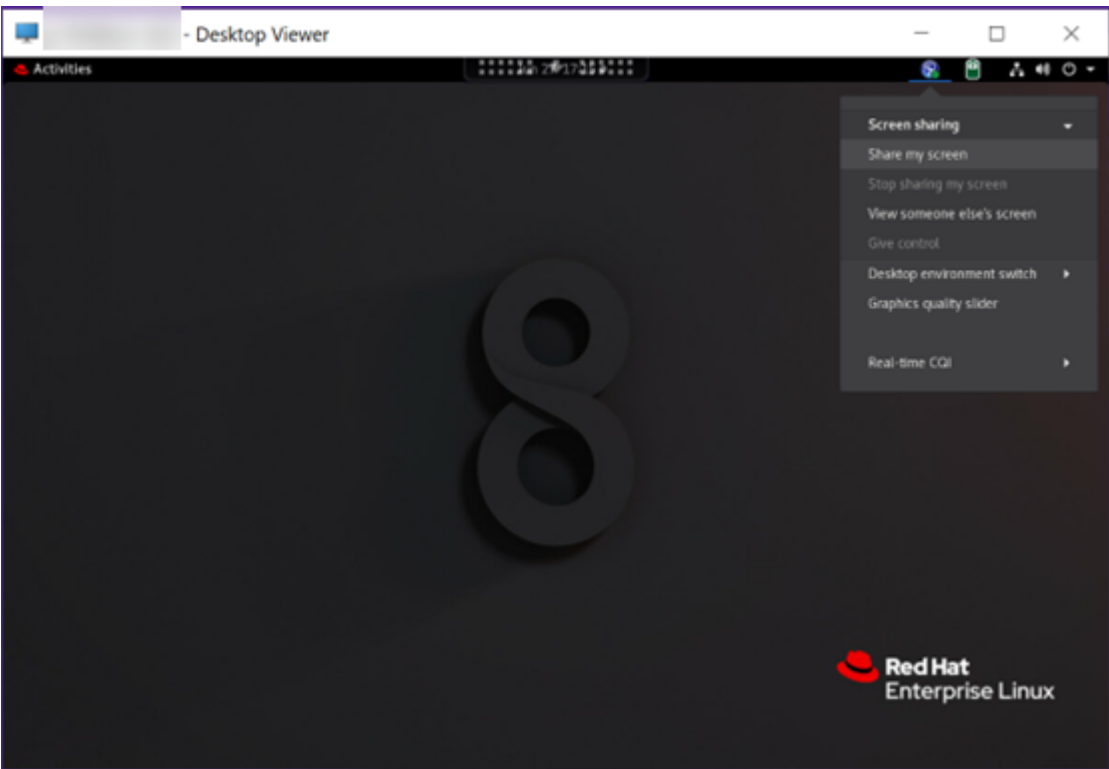 - Desktop Viewer
Activities
Screen sharing
Share my screen
Stop sharing my screen
View someone else's screen
Give control
Desktop environment switch
Graphics quality slider
Real-time CQI
8
Red Hat
Enterprise Linux